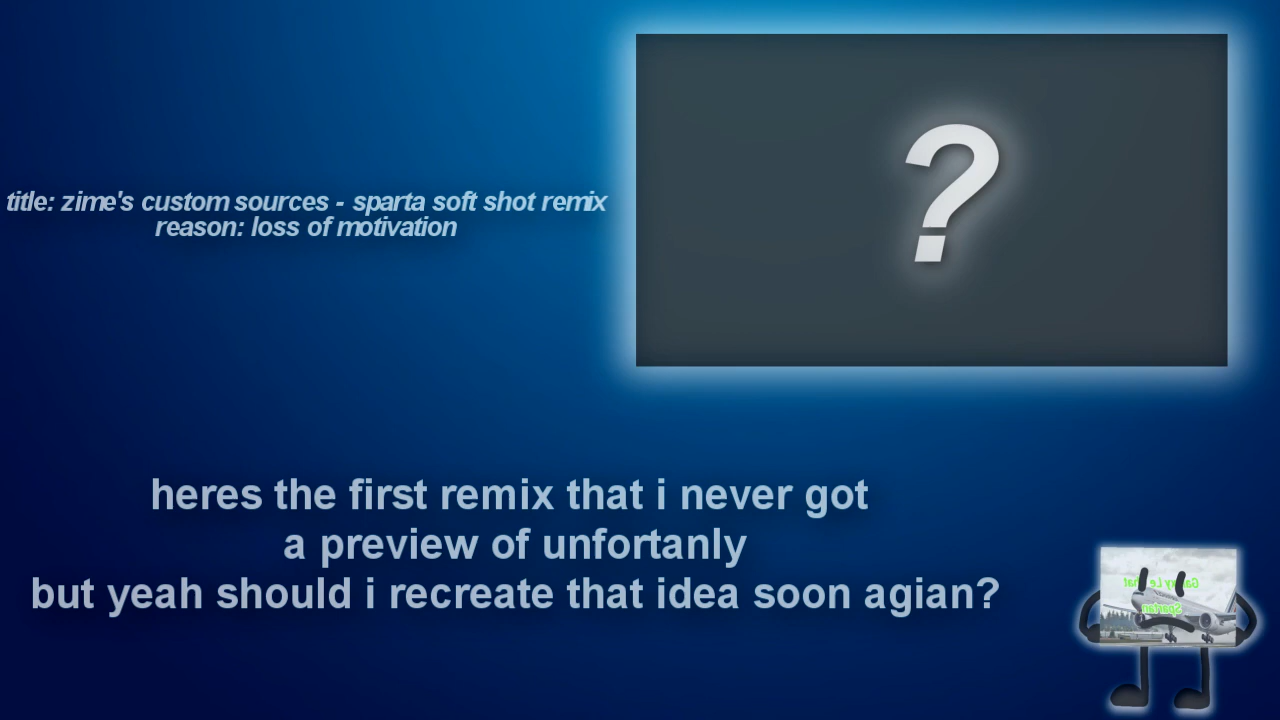 title: zime's custom sources - sparta soft shot remix
reason: loss of motivation
?
heres the first remix that i never got
a preview of unfortanly
but yeah should i recreate that idea soon agian?
Spartan